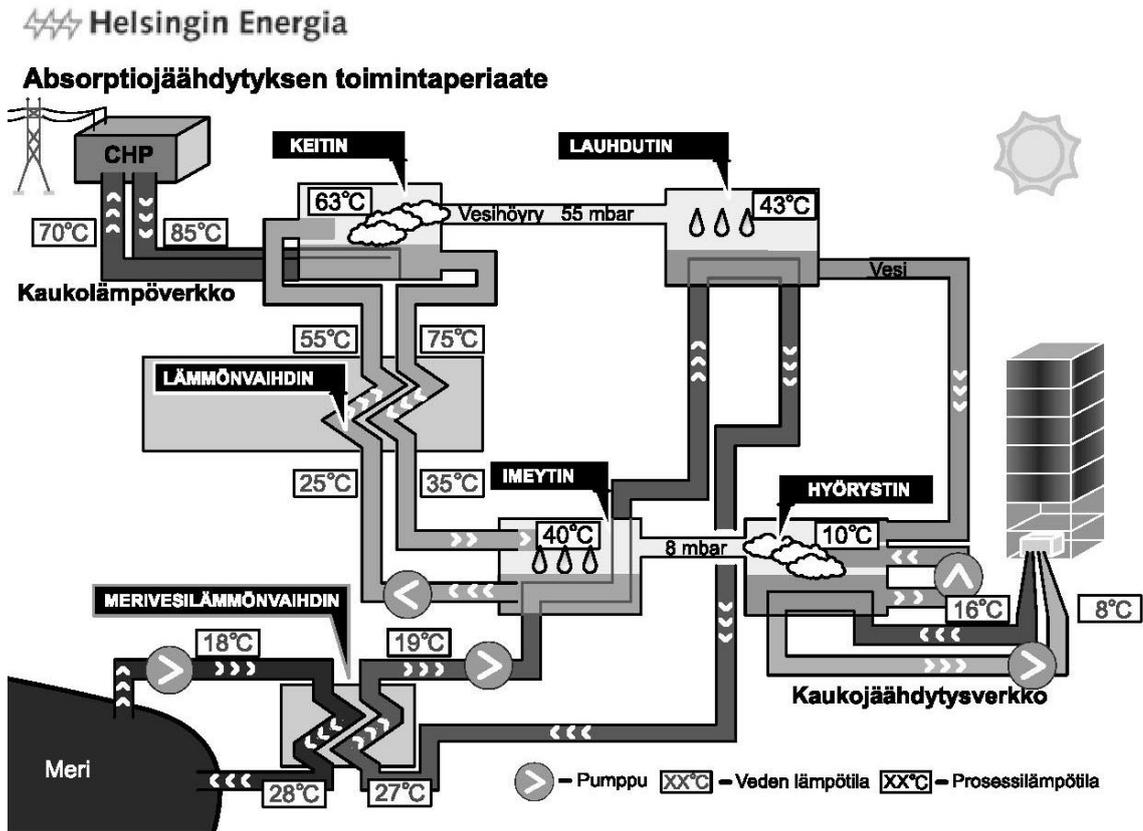 Helsingin Energia
Absorptiojäähdytyksen toimintaperiaate
CHP
KEITIN
LAUHDUTIN
63°C
Vesihöyry 55 mbar
43°C
70°C
85°C
Kaukolämpöverkko
Vesi
55°C
75°C
LÄMMÖNVAIHDIN
25°C
35°C
IMEYTIN
HYÖRYSTIN
40°C
8 mbar
10°C
MERIVESILÄMMÖNVAIHDIN
16°C
8°C
18°C
19°C
Kaukojäähdytysverkko
Meri
28°C
27°C
– Pumppu
XX°C – Veden lämpötila
XX°C – Prosessilämpötila